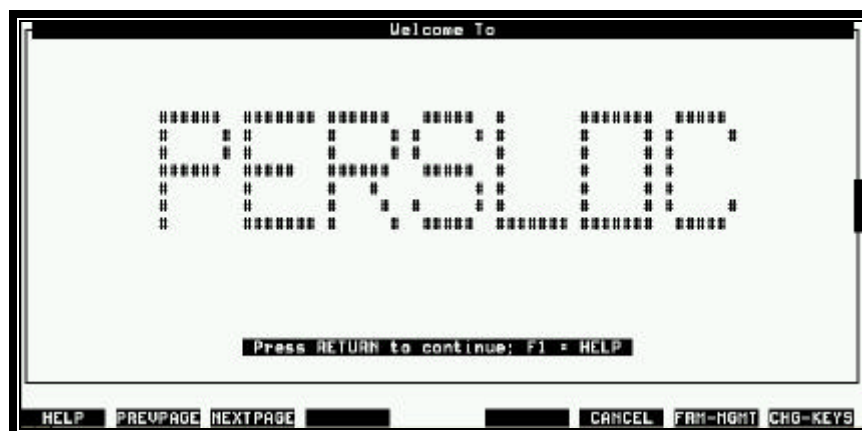 Welcome To
PERSLOC
Press RETURN to continue; F1 = HELP
HELP PREVPAGE NEXTPAGE CANCEL FRM-MGMT CHG-KEYS